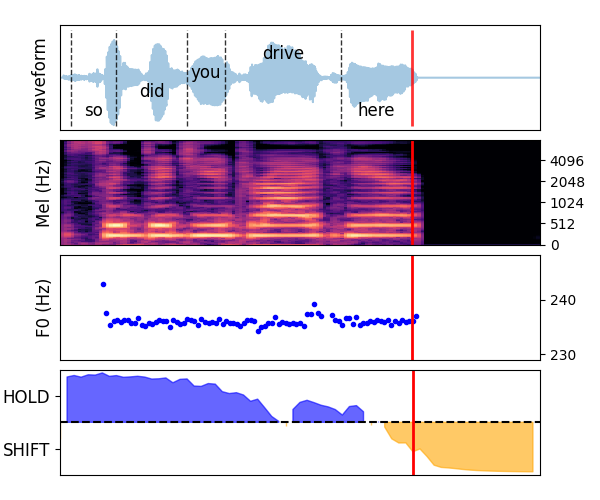 waveform
so
did
you
drive
here
Mel (Hz)
4096
2048
1024
512
0
F0 (Hz)
240
230
HOLD
SHIFT